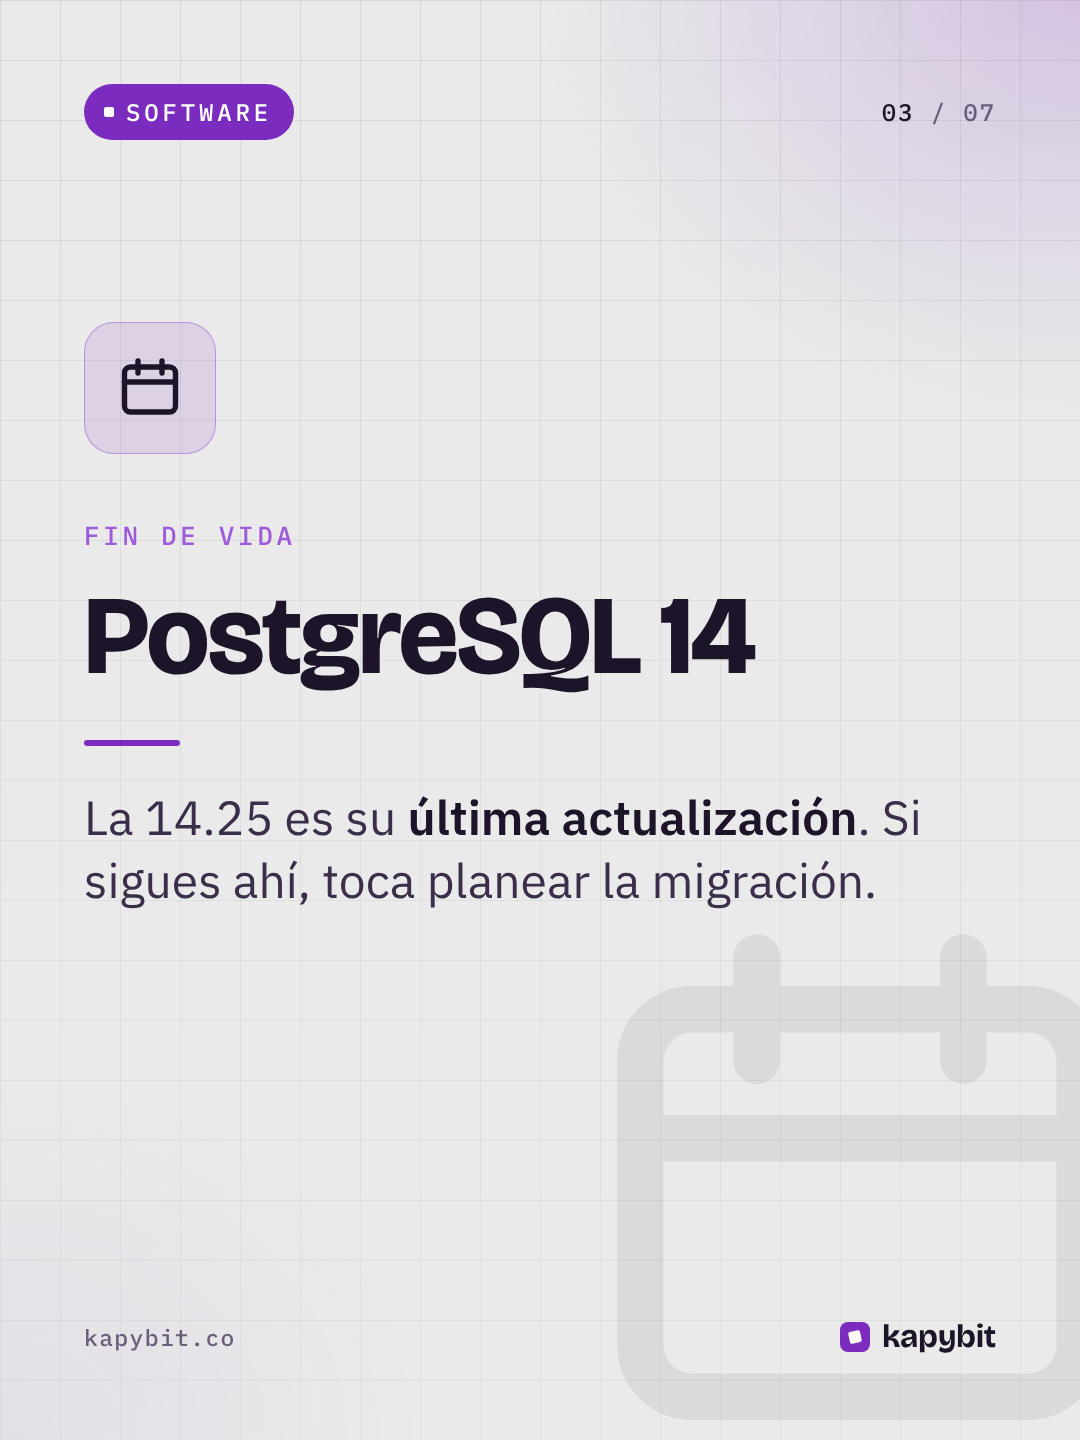 SOFTWARE
03 / 07
FIN DE VIDA
PostgreSQL 14
La 14.25 es su última actualización. Si
sigues ahí, toca planear la migración.
kapybit.co
kapybit